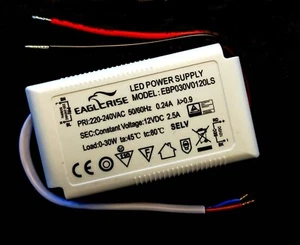 EAGLERISE
LED POWER SUPPLY
MODEL:EBP030V0120LS
PRI:220-240VAC 50/60Hz 0.24A λ>0.9
SEC:Constant Voltage:12VDC 2.5A
Load:0-30W ta:45℃ tc:80℃ SELV